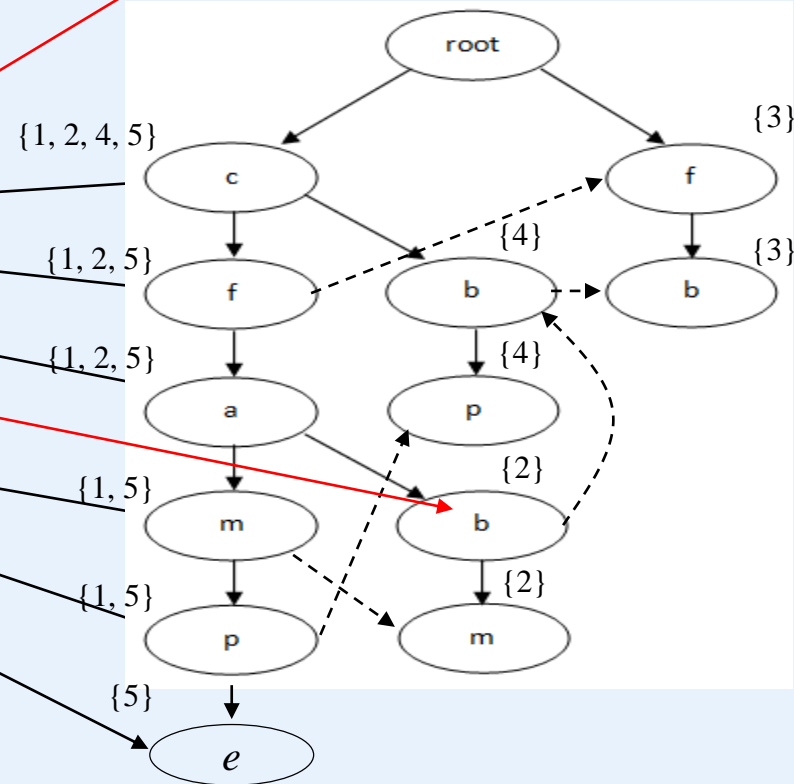 root
{3}
{1, 2, 4, 5}
c
f
{4}
{3}
{1, 2, 5}
f
b
b
{1, 2, 5}
{4}
a
p
{2}
{1, 5}
m
b
{2}
{1, 5}
p
m
{5}
e